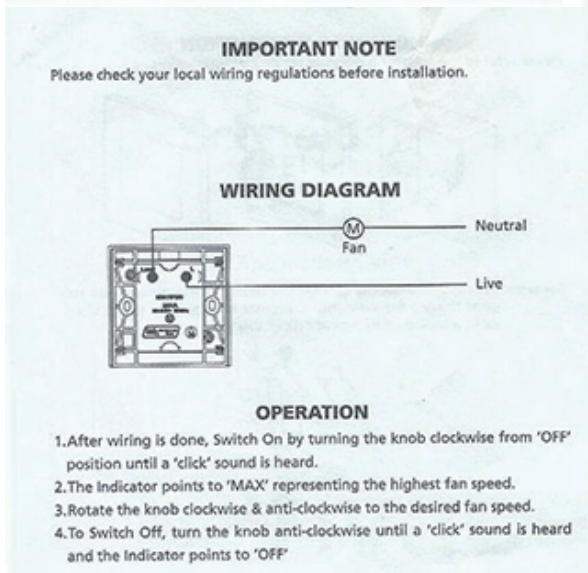 IMPORTANT NOTE
Please check your local wiring regulations before installation.
WIRING DIAGRAM
M
Neutral
Fan
L
Live
OPERATION
1.After wiring is done, Switch On by turning the knob clockwise from 'OFF'
position until a 'click' sound is heard.
2.The Indicator points to 'MAX' representing the highest fan speed.
3.Rotate the knob clockwise & anti-clockwise to the desired fan speed.
4.To Switch Off, turn the knob anti-clockwise until a 'click' sound is heard
and the Indicator points to 'OFF'